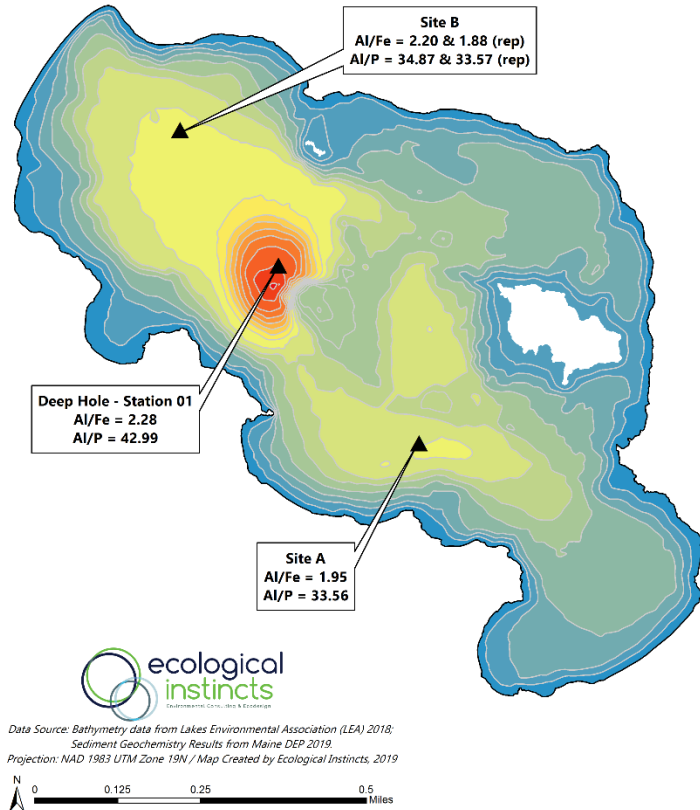 Site B
Al/Fe = 2.20 & 1.88 (rep)
Al/P = 34.87 & 33.57 (rep)
Deep Hole - Station 01
Al/Fe = 2.28
Al/P = 42.99
Site A
Al/Fe = 1.95
Al/P = 33.56
ecological
instincts
Environmental Consulting & Ecodesign
Data Source: Bathymetry data from Lakes Environmental Association (LEA) 2018;
Sediment Geochemistry Results from Maine DEP 2019.
Projection: NAD 1983 UTM Zone 19N / Map Created by Ecological Instincts, 2019
N
0 0.125 0.25 0.5
Miles